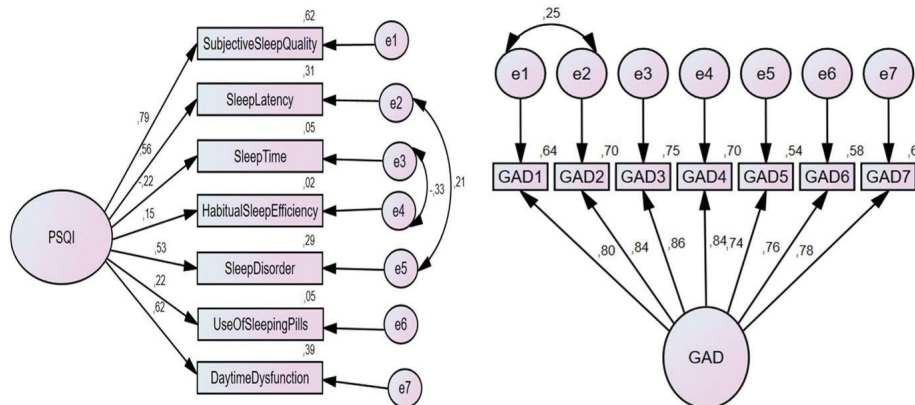 ,62
SubjectiveSleepQuality
e1
,31
SleepLatency
e2
,79
,05
,56
SleepTime
e3
-,22
,02
-,33
,21
,15
HabitualSleepEfficiency
e4
PSQI
,53
,29
SleepDisorder
e5
,22
,05
,62
UseOfSleepingPills
e6
,39
DaytimeDysfunction
e7
,25
e1 e2 e3 e4 e5 e6 e7
,64 ,70 ,75 ,70 ,54 ,58
GAD1 GAD2 GAD3 GAD4 GAD5 GAD6 GAD7
,80 ,84 ,86 ,84 ,74 ,76 ,78
GAD